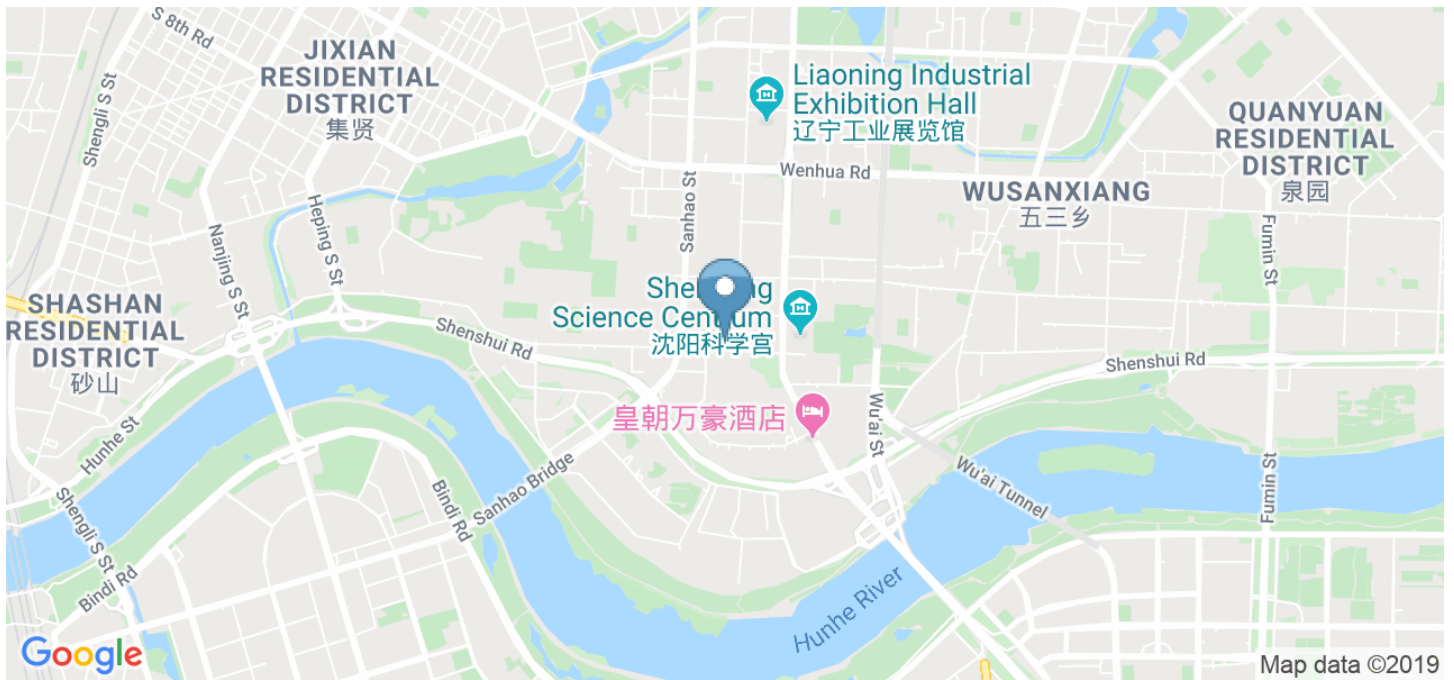 S 8th Rd
JIXIAN
RESIDENTIAL
DISTRICT
集贤
Shengli S St
Liaoning Industrial
Exhibition Hall
辽宁工业展览馆
QUANYUAN
RESIDENTIAL
DISTRICT
泉园
Wenhua Rd
WUSANXIANG
五三乡
Sanhao St
Heping S St
Nanjing S St
Fumin St
SHASHAN
RESIDENTIAL
DISTRICT
砂山
Science
沈阳科学宫
Shenshui Rd
Shenshui Rd
皇朝万豪酒店
Wu'ai St
Hunhe St
Sanhao Bridge
Bindi Rd
Wu'ai Tunnel
Fumin St
Shengli S St
Bindi Rd
Hunhe River
Google
Map data ©2019